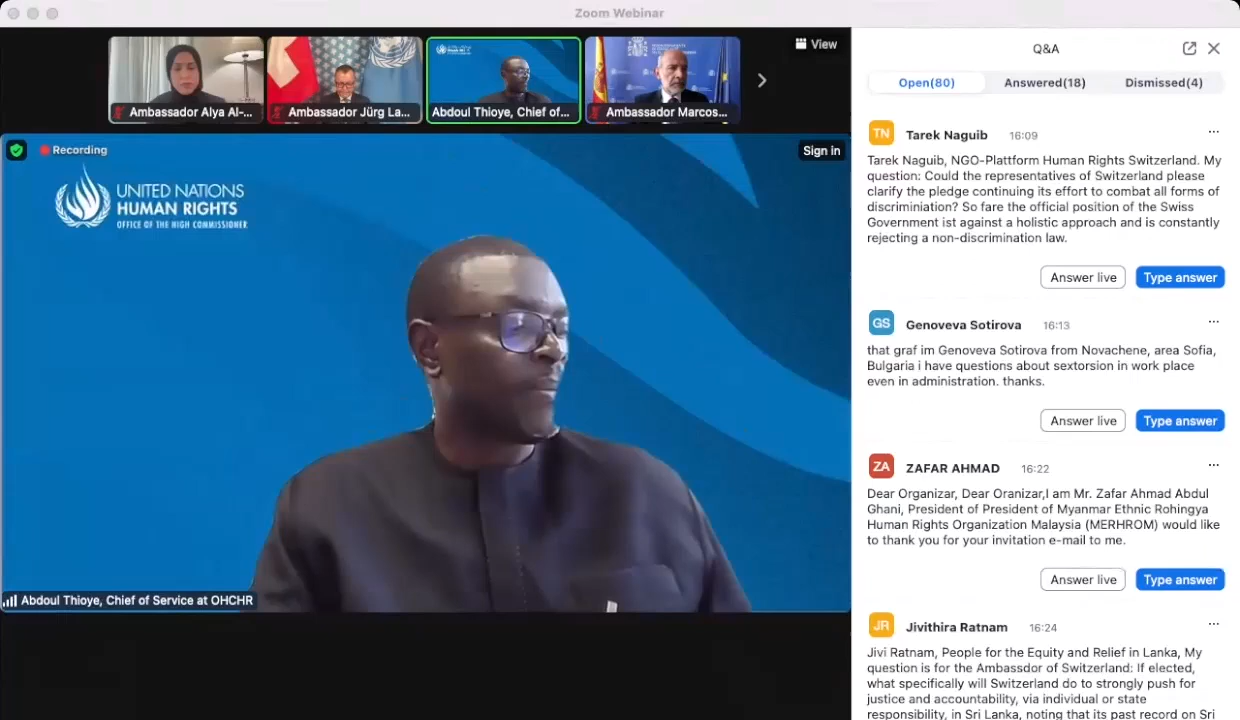 Zoom Webinar
View
Ambassador Alya Al-...
Ambassador Jürg La...
Abdoul Thioye, Chief of...
Ambassador Marcos...
Recording
Sign in
UNITED NATIONS
HUMAN RIGHTS
OFFICE OF THE HIGH COMMISSIONER
Abdoul Thioye, Chief of Service at OHCHR
Q&A
Open(80)
Answered(18)
Dismissed(4)
TN
Tarek Naguib 16:09
Tarek Naguib, NGO-Plattform Human Rights Switzerland. My
question: Could the representatives of Switzerland please
clarify the pledge continuing its effort to combat all forms of
discriminiation? So fare the official position of the Swiss
Government ist against a holistic approach and is constantly
rejecting a non-discrimination law.
Answer live
Type answer
GS
Genoveva Sotirova 16:13
that graf im Genoveva Sotirova from Novachene, area Sofia,
Bulgaria i have questions about sextorsion in work place
even in administration. thanks.
Answer live
Type answer
ZA
ZAFAR AHMAD 16:22
Dear Organizar, Dear Oranizar,I am Mr. Zafar Ahmad Abdul
Ghani, President of President of Myanmar Ethnic Rohingya
Human Rights Organization Malaysia (MERHROM) would like
to thank you for your invitation e-mail to me.
Answer live
Type answer
JR
Jivithira Ratnam 16:24
Jivi Ratnam, People for the Equity and Relief in Lanka, My
question is for the Ambassdor of Switzerland: If elected,
what specifically will Switzerland do to strongly push for
justice and accountability, via individual or state
responsibility, in Sri Lanka, noting that its past record on Sri